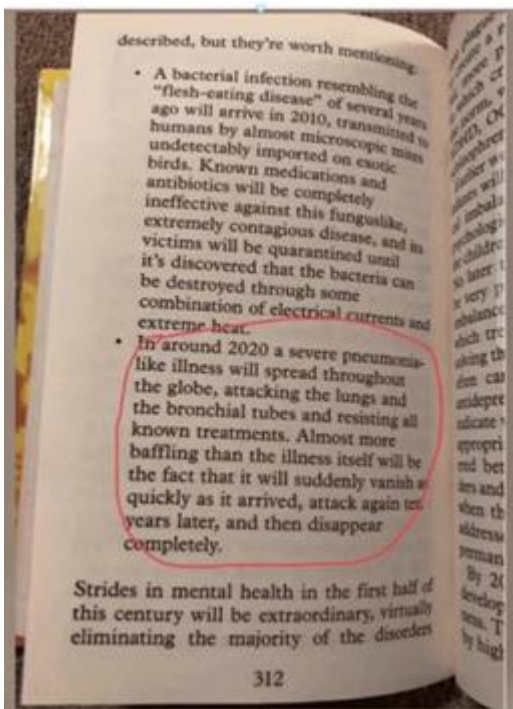 described, but they're worth mentioning:
• A bacterial infection resembling the
"flesh-eating disease" of several years
ago will arrive in 2010, transmitted to
humans by almost microscopic mites
undetectably imported on exotic
birds. Known medications and
antibiotics will be completely
ineffective against this funguslike,
extremely contagious disease, and its
victims will be quarantined until
it's discovered that the bacteria can
be destroyed through some
combination of electrical currents and
extreme heat.
• In around 2020 a severe pneumonia-
like illness will spread throughout
the globe, attacking the lungs and
the bronchial tubes and resisting all
known treatments. Almost more
baffling than the illness itself will be
the fact that it will suddenly vanish as
quickly as it arrived, attack again ten
years later, and then disappear
completely.
Strides in mental health in the first half of
this century will be extraordinary, virtually
eliminating the majority of the disorders
312